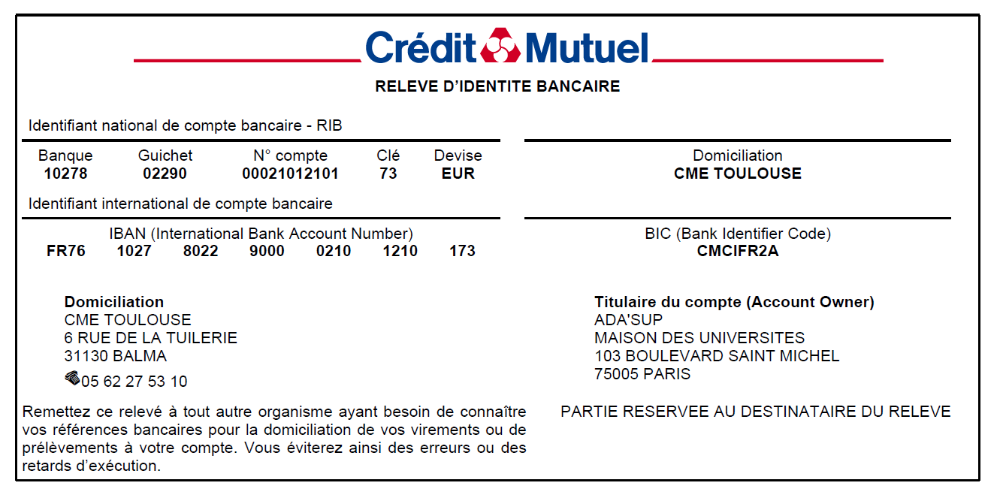 Crédit Mutuel
RELEVE D’IDENTITE BANCAIRE
Identifiant national de compte bancaire - RIB
Banque Guichet N° compte Clé Devise
10278 02290 00021012101 73 EUR
Domiciliation
CME TOULOUSE
Identifiant international de compte bancaire
IBAN (International Bank Account Number)
FR76 1027 8022 9000 0210 1210 173
BIC (Bank Identifier Code)
CMCIFR2A
Domiciliation
CME TOULOUSE
6 RUE DE LA TUILERIE
31130 BALMA
05 62 27 53 10
Titulaire du compte (Account Owner)
ADA'SUP
MAISON DES UNIVERSITES
103 BOULEVARD SAINT MICHEL
75005 PARIS
Remettez ce relevé à tout autre organisme ayant besoin de connaître
vos références bancaires pour la domiciliation de vos virements ou de
prélèvements à votre compte. Vous éviterez ainsi des erreurs ou des
retards d’exécution.
PARTIE RESERVEE AU DESTINATAIRE DU RELEVE